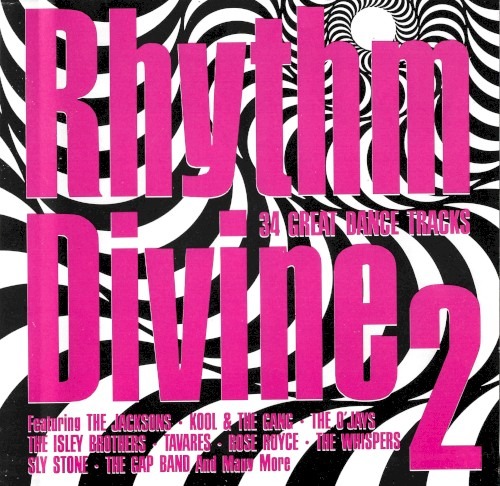 Rhythm
Divine
34 GREAT DANCE TRACKS
2
Featuring THE JACKSONS · KOOL & THE GANG · THE O'JAYS
THE ISLEY BROTHERS · TAVARES · ROSE ROYCE · THE WHISPERS
SLY STONE · THE GAP BAND And Many More